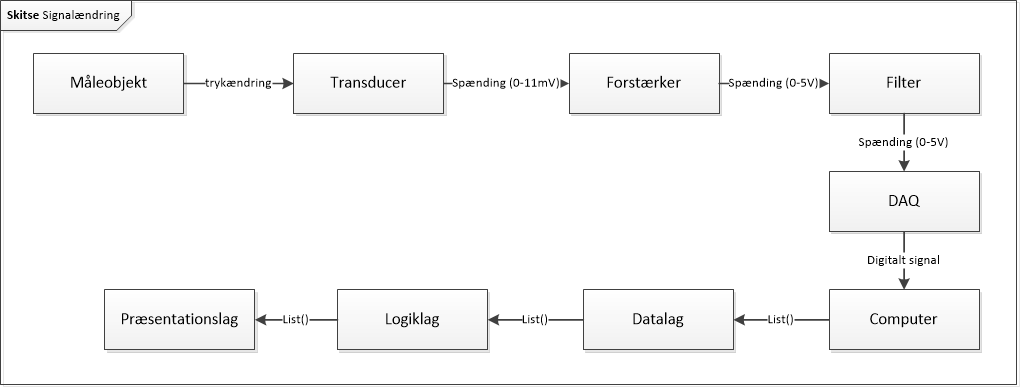 Skitse Signalændring
Måleobjekt
trykændring
Transducer
Spænding (0-11mV)
Forstærker
Spænding (0-5V)
Filter
Spænding (0-5V)
DAQ
Digitalt signal
Computer
List()
Datalag
List()
Logiklag
List()
Præsentationslag